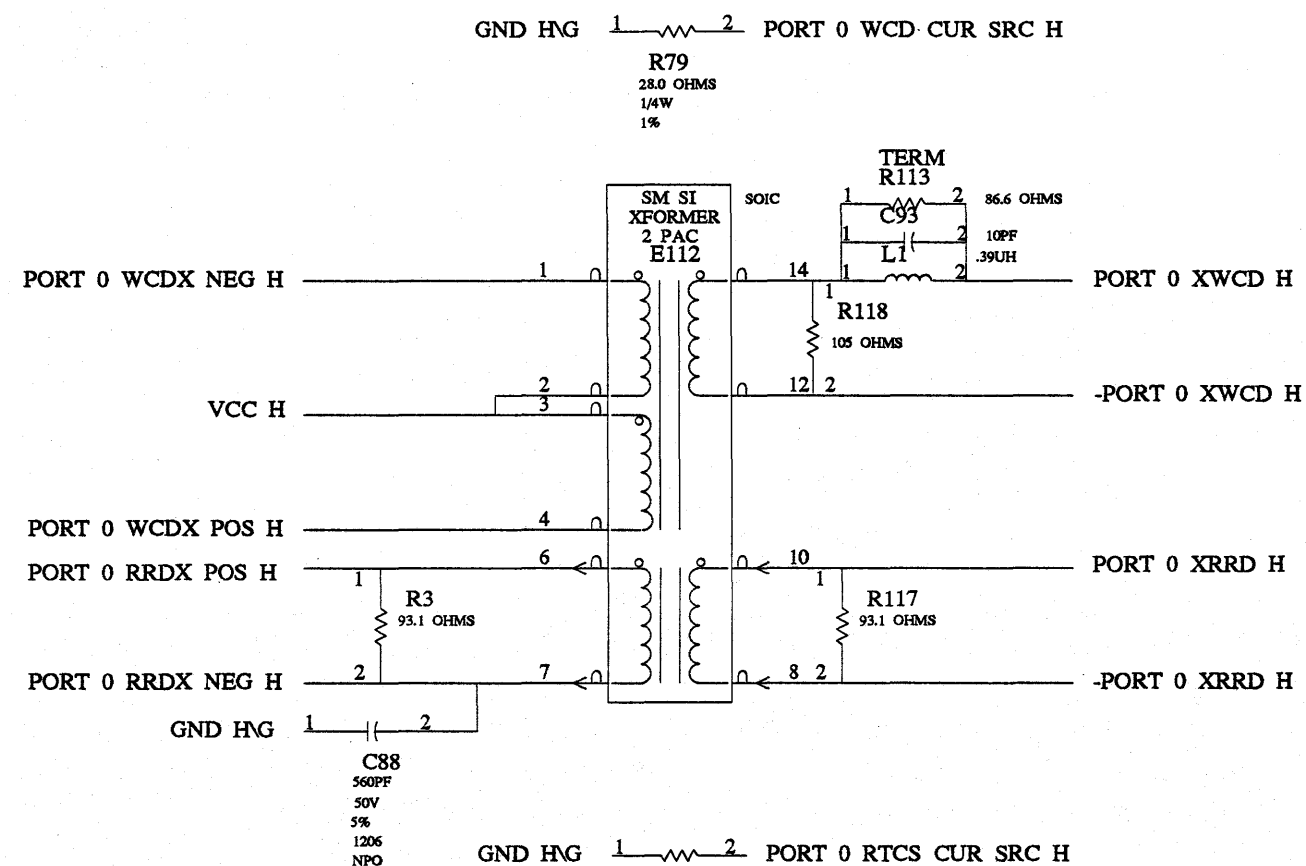 GND H\G 1 2 PORT 0 WCD CUR SRC H
R79
28.0 OHMS
1/4W
1%
TERM
R113
1 2 86.6 OHMS
C93
1 2 10PF
L1 .39UH
1 2
SM SI
XFORMER
2 PAC
E112
SOIC
PORT 0 WCDX NEG H 1 14 PORT 0 XWCD H
1
R118
105 OHMS
2 12 2 -PORT 0 XWCD H
VCC H 3
PORT 0 WCDX POS H 4
PORT 0 RRDX POS H 1 6 10 1 PORT 0 XRRD H
R3
93.1 OHMS
R117
93.1 OHMS
PORT 0 RRDX NEG H 2 7 8 2 -PORT 0 XRRD H
GND H\G 1 2
C88
560PF
50V
5%
1206
NPO
GND H\G 1 2 PORT 0 RTCS CUR SRC H